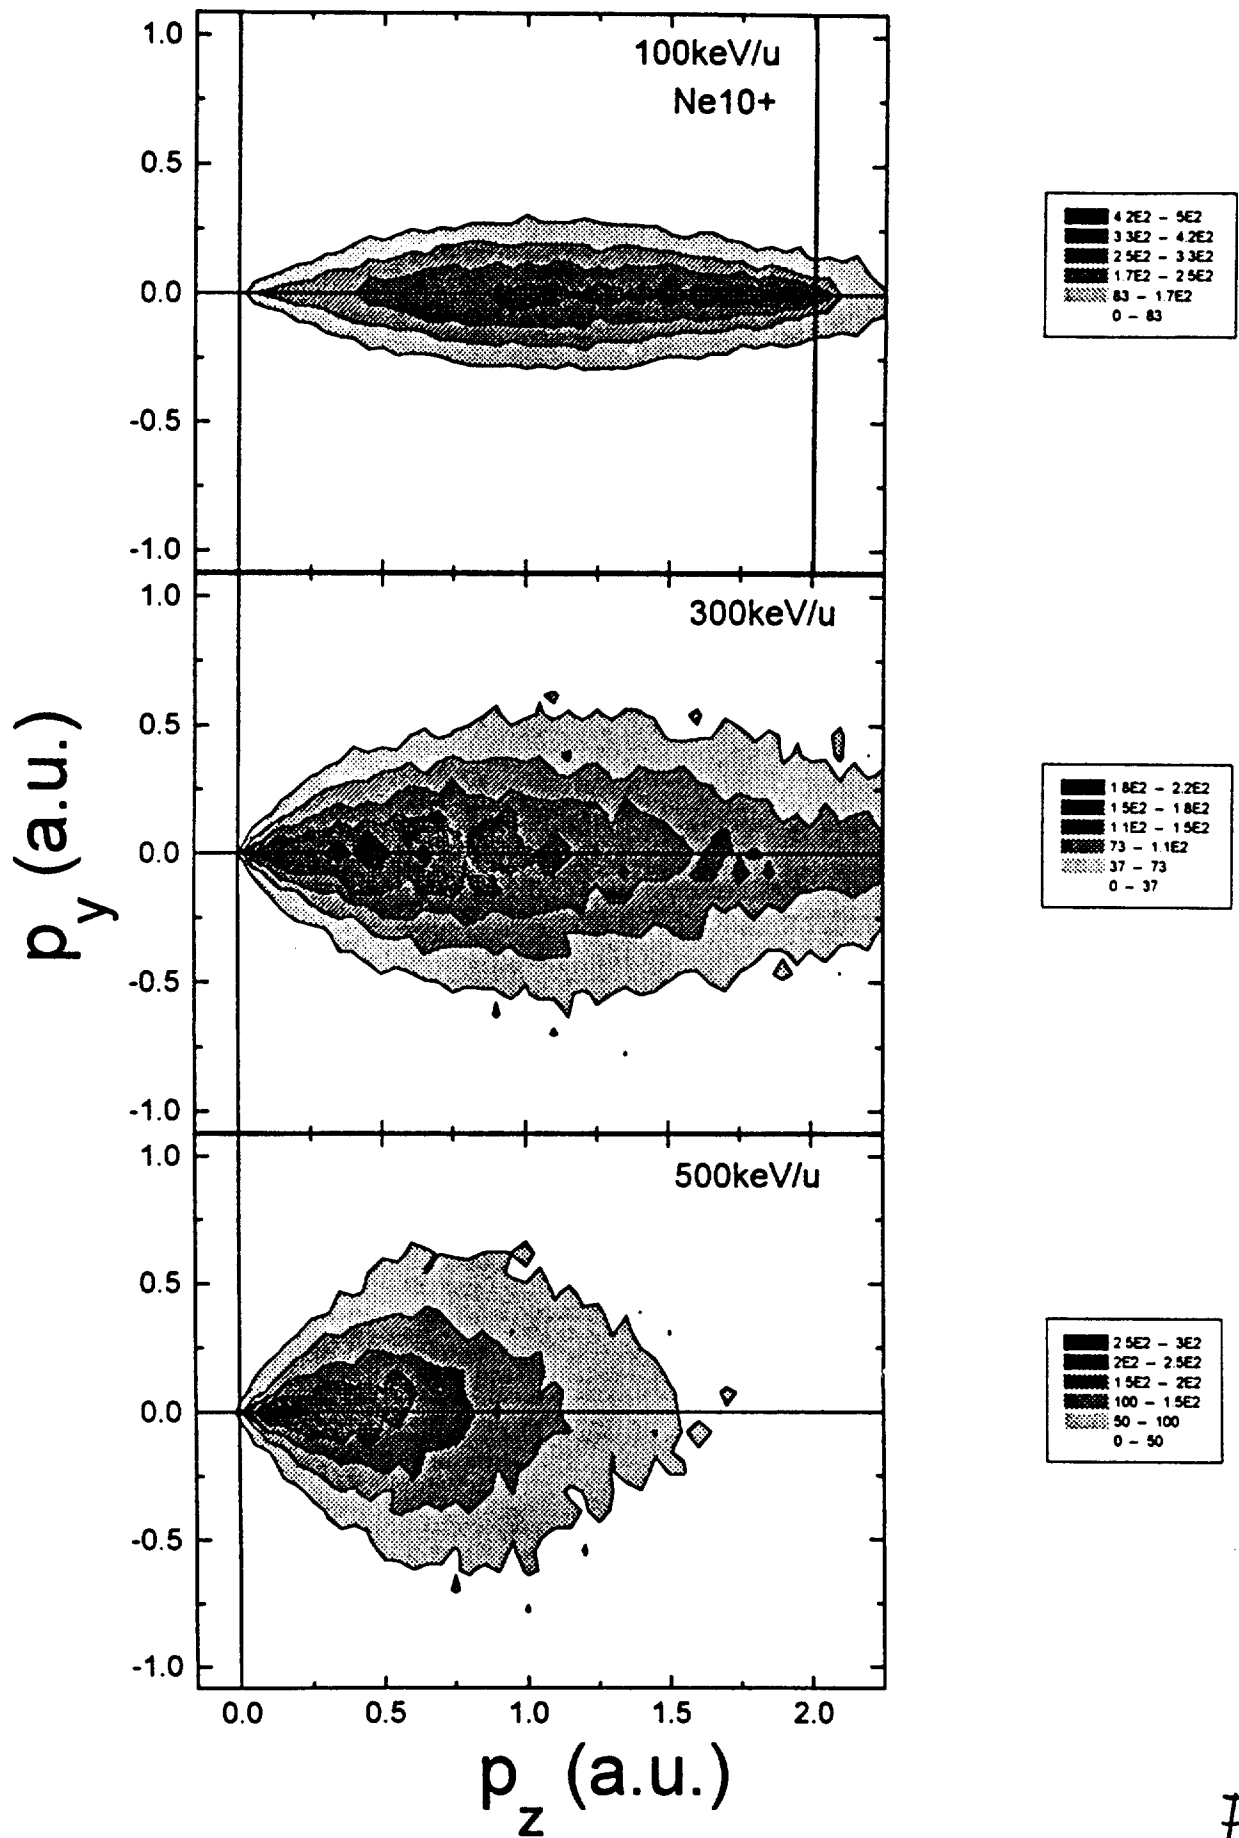 1.0
100keV/u
Ne10+
0.5
0.0
-0.5
-1.0
4.2E2 – 5E2
3.3E2 – 4.2E2
2.5E2 – 3.3E2
1.7E2 – 2.5E2
83 – 1.7E2
0 – 83
1.0
300keV/u
0.5
0.0
-0.5
-1.0
1.8E2 – 2.2E2
1.5E2 – 1.8E2
1.1E2 – 1.5E2
73 – 1.1E2
37 – 73
0 – 37
p_y (a.u.)
1.0
500keV/u
0.5
0.0
-0.5
-1.0
2.5E2 – 3E2
2E2 – 2.5E2
1.5E2 – 2E2
100 – 1.5E2
50 – 100
0 – 50
0.0 0.5 1.0 1.5 2.0
p_z (a.u.)